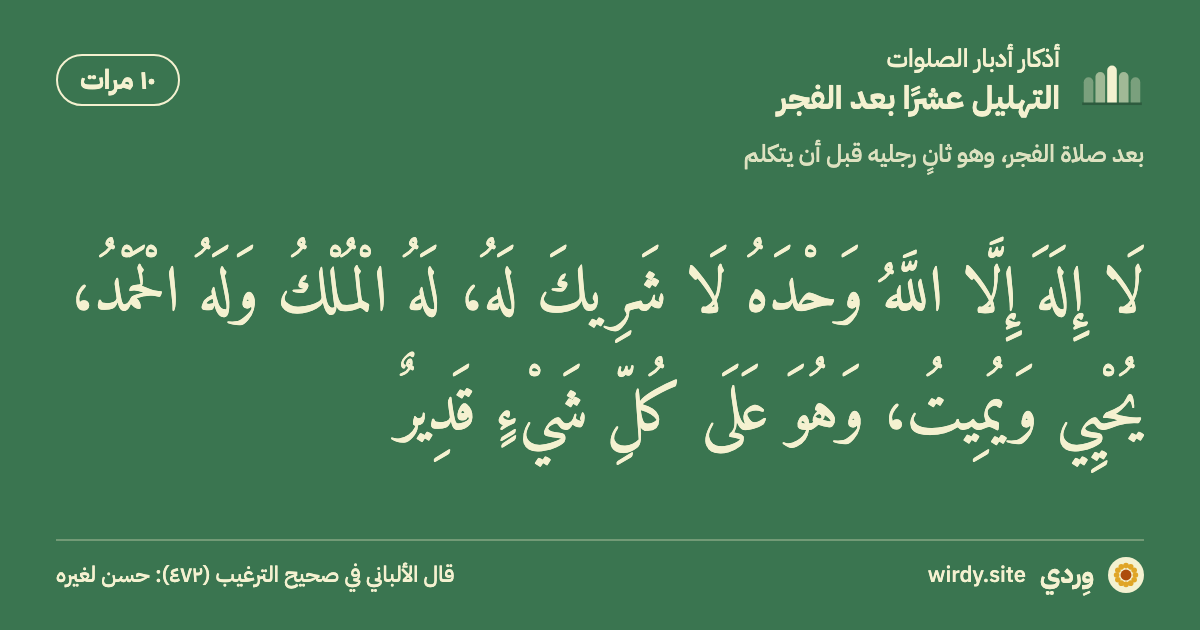 أذكار أدبار الصلوات
التهليل عشرًا بعد الفجر
١٠ مرات
بعد صلاة الفجر، وهو ثانٍ رجليه قبل أن يتكلم
لَا إِلَهَ إِلَّا اللَّهُ وَحْدَهُ لَا شَرِيكَ لَهُ، لَهُ الْمُلْكُ وَلَهُ الْحَمْدُ،
يُحْيِي وَيُمِيتُ، وَهُوَ عَلَى كُلِّ شَيْءٍ قَدِيرٌ
وِردي wirdy.site
قال الألباني في صحيح الترغيب (٤٧٢): حسن لغيره